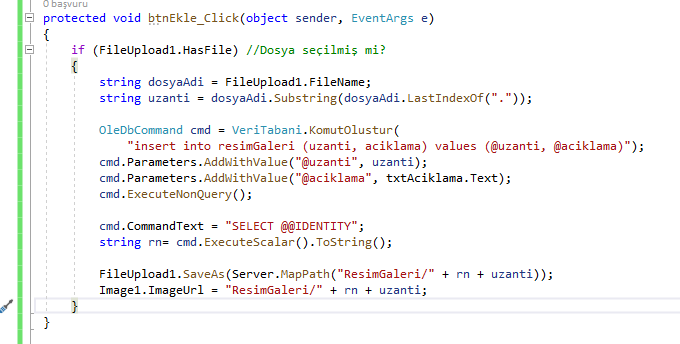 0 başvuru
protected void btnEkle_Click(object sender, EventArgs e)
{
if (FileUpload1.HasFile) //Dosya seçilmiş mi?
{
string dosyaAdi = FileUpload1.FileName;
string uzanti = dosyaAdi.Substring(dosyaAdi.LastIndexOf("."));
OleDbCommand cmd = VeriTabani.KomutOlustur(
"insert into resimGaleri (uzanti, aciklama) values (@uzanti, @aciklama)");
cmd.Parameters.AddWithValue("@uzanti", uzanti);
cmd.Parameters.AddWithValue("@aciklama", txtAciklama.Text);
cmd.ExecuteNonQuery();
cmd.CommandText = "SELECT @@IDENTITY";
string rn= cmd.ExecuteScalar().ToString();
FileUpload1.SaveAs(Server.MapPath("ResimGaleri/" + rn + uzanti));
Image1.ImageUrl = "ResimGaleri/" + rn + uzanti;
}
}